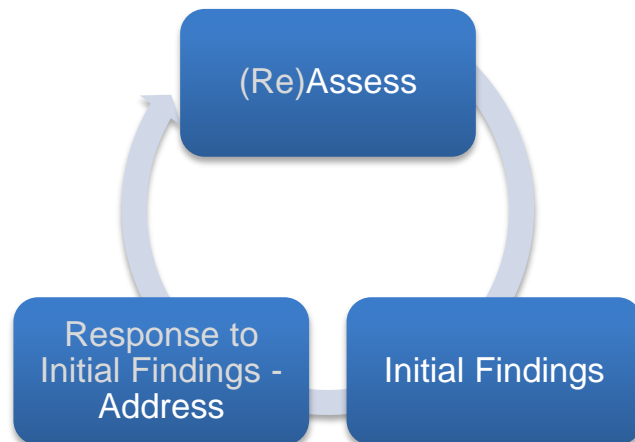 (Re)Assess
Response to
Initial Findings -
Address
Initial Findings